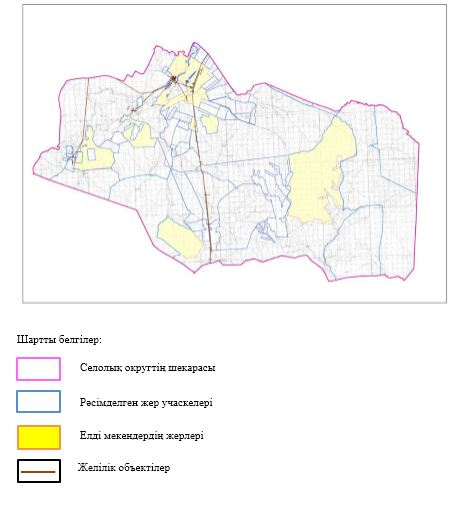 Шартты белгілер:
Селолық округтің шекарасы
Рәсімделген жер учаскелері
Елді мекендердің жерлері
Желілік объектілер